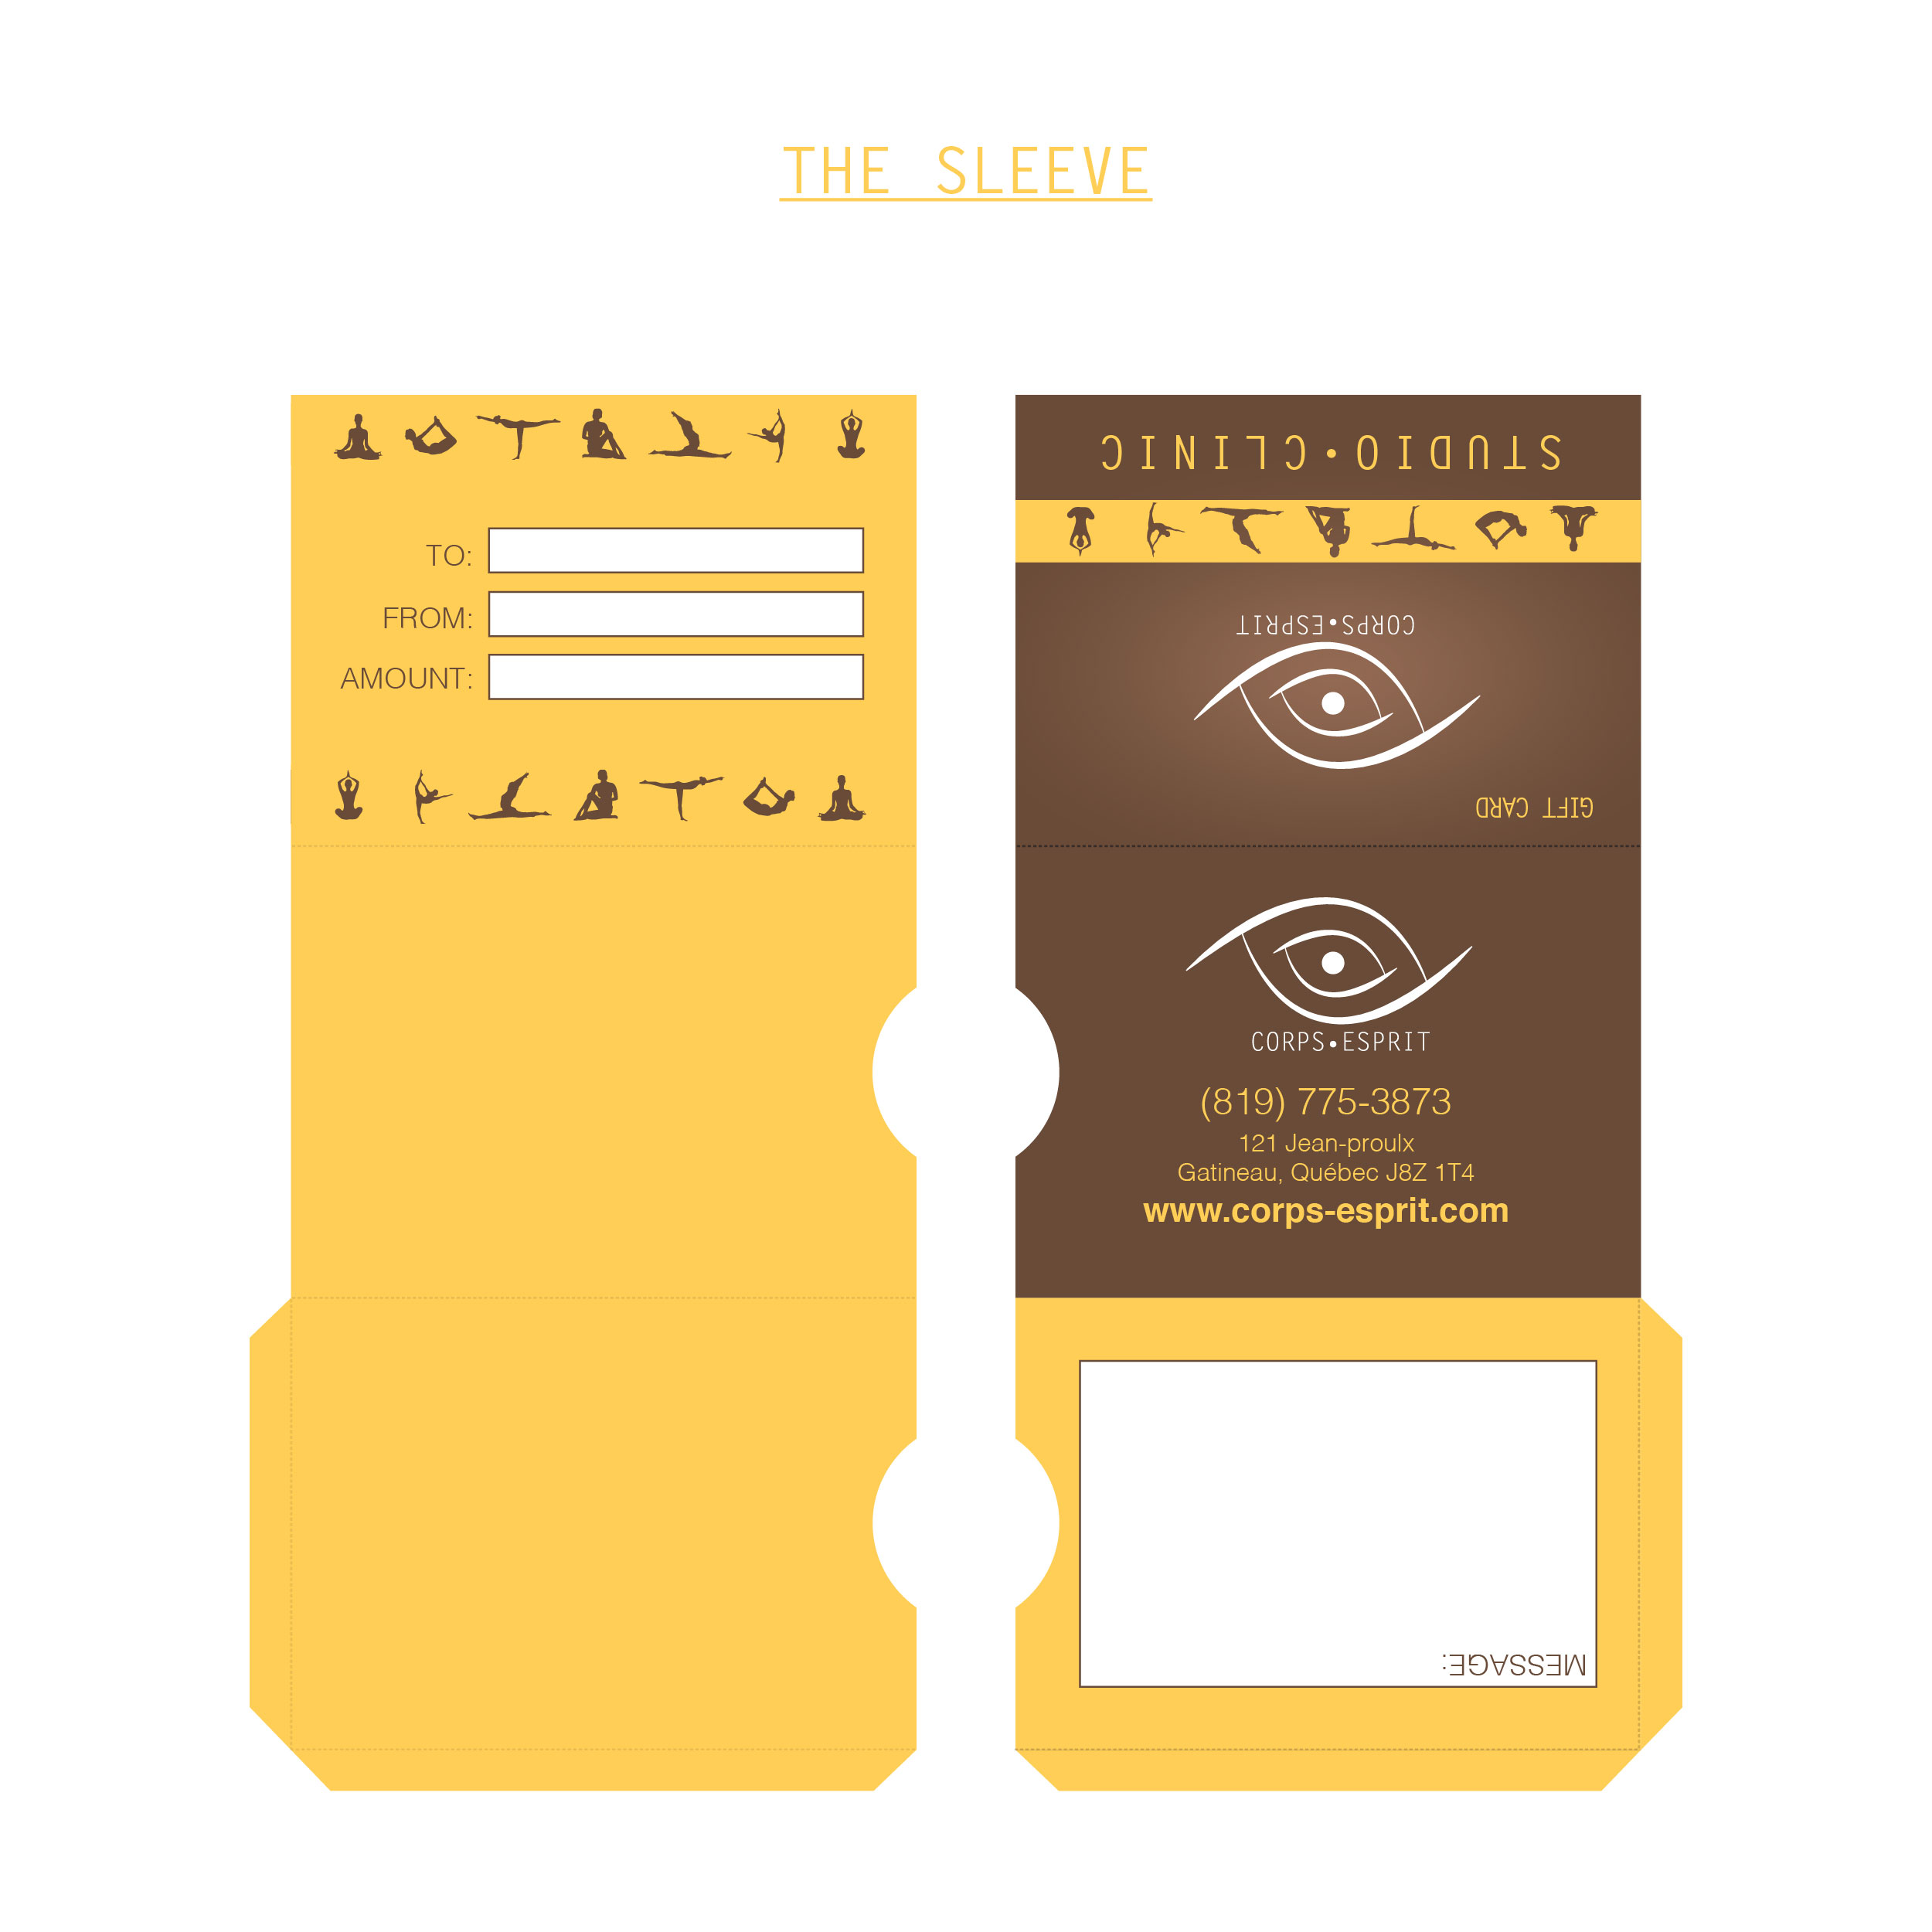 THE SLEEVE
TO:
FROM:
AMOUNT:
STUDIO•CLINIC
CORPS•ESPRIT
GIFT CARD
CORPS•ESPRIT
(819) 775-3873
121 Jean-proulx
Gatineau, Québec J8Z 1T4
www.corps-esprit.com
MESSAGE: